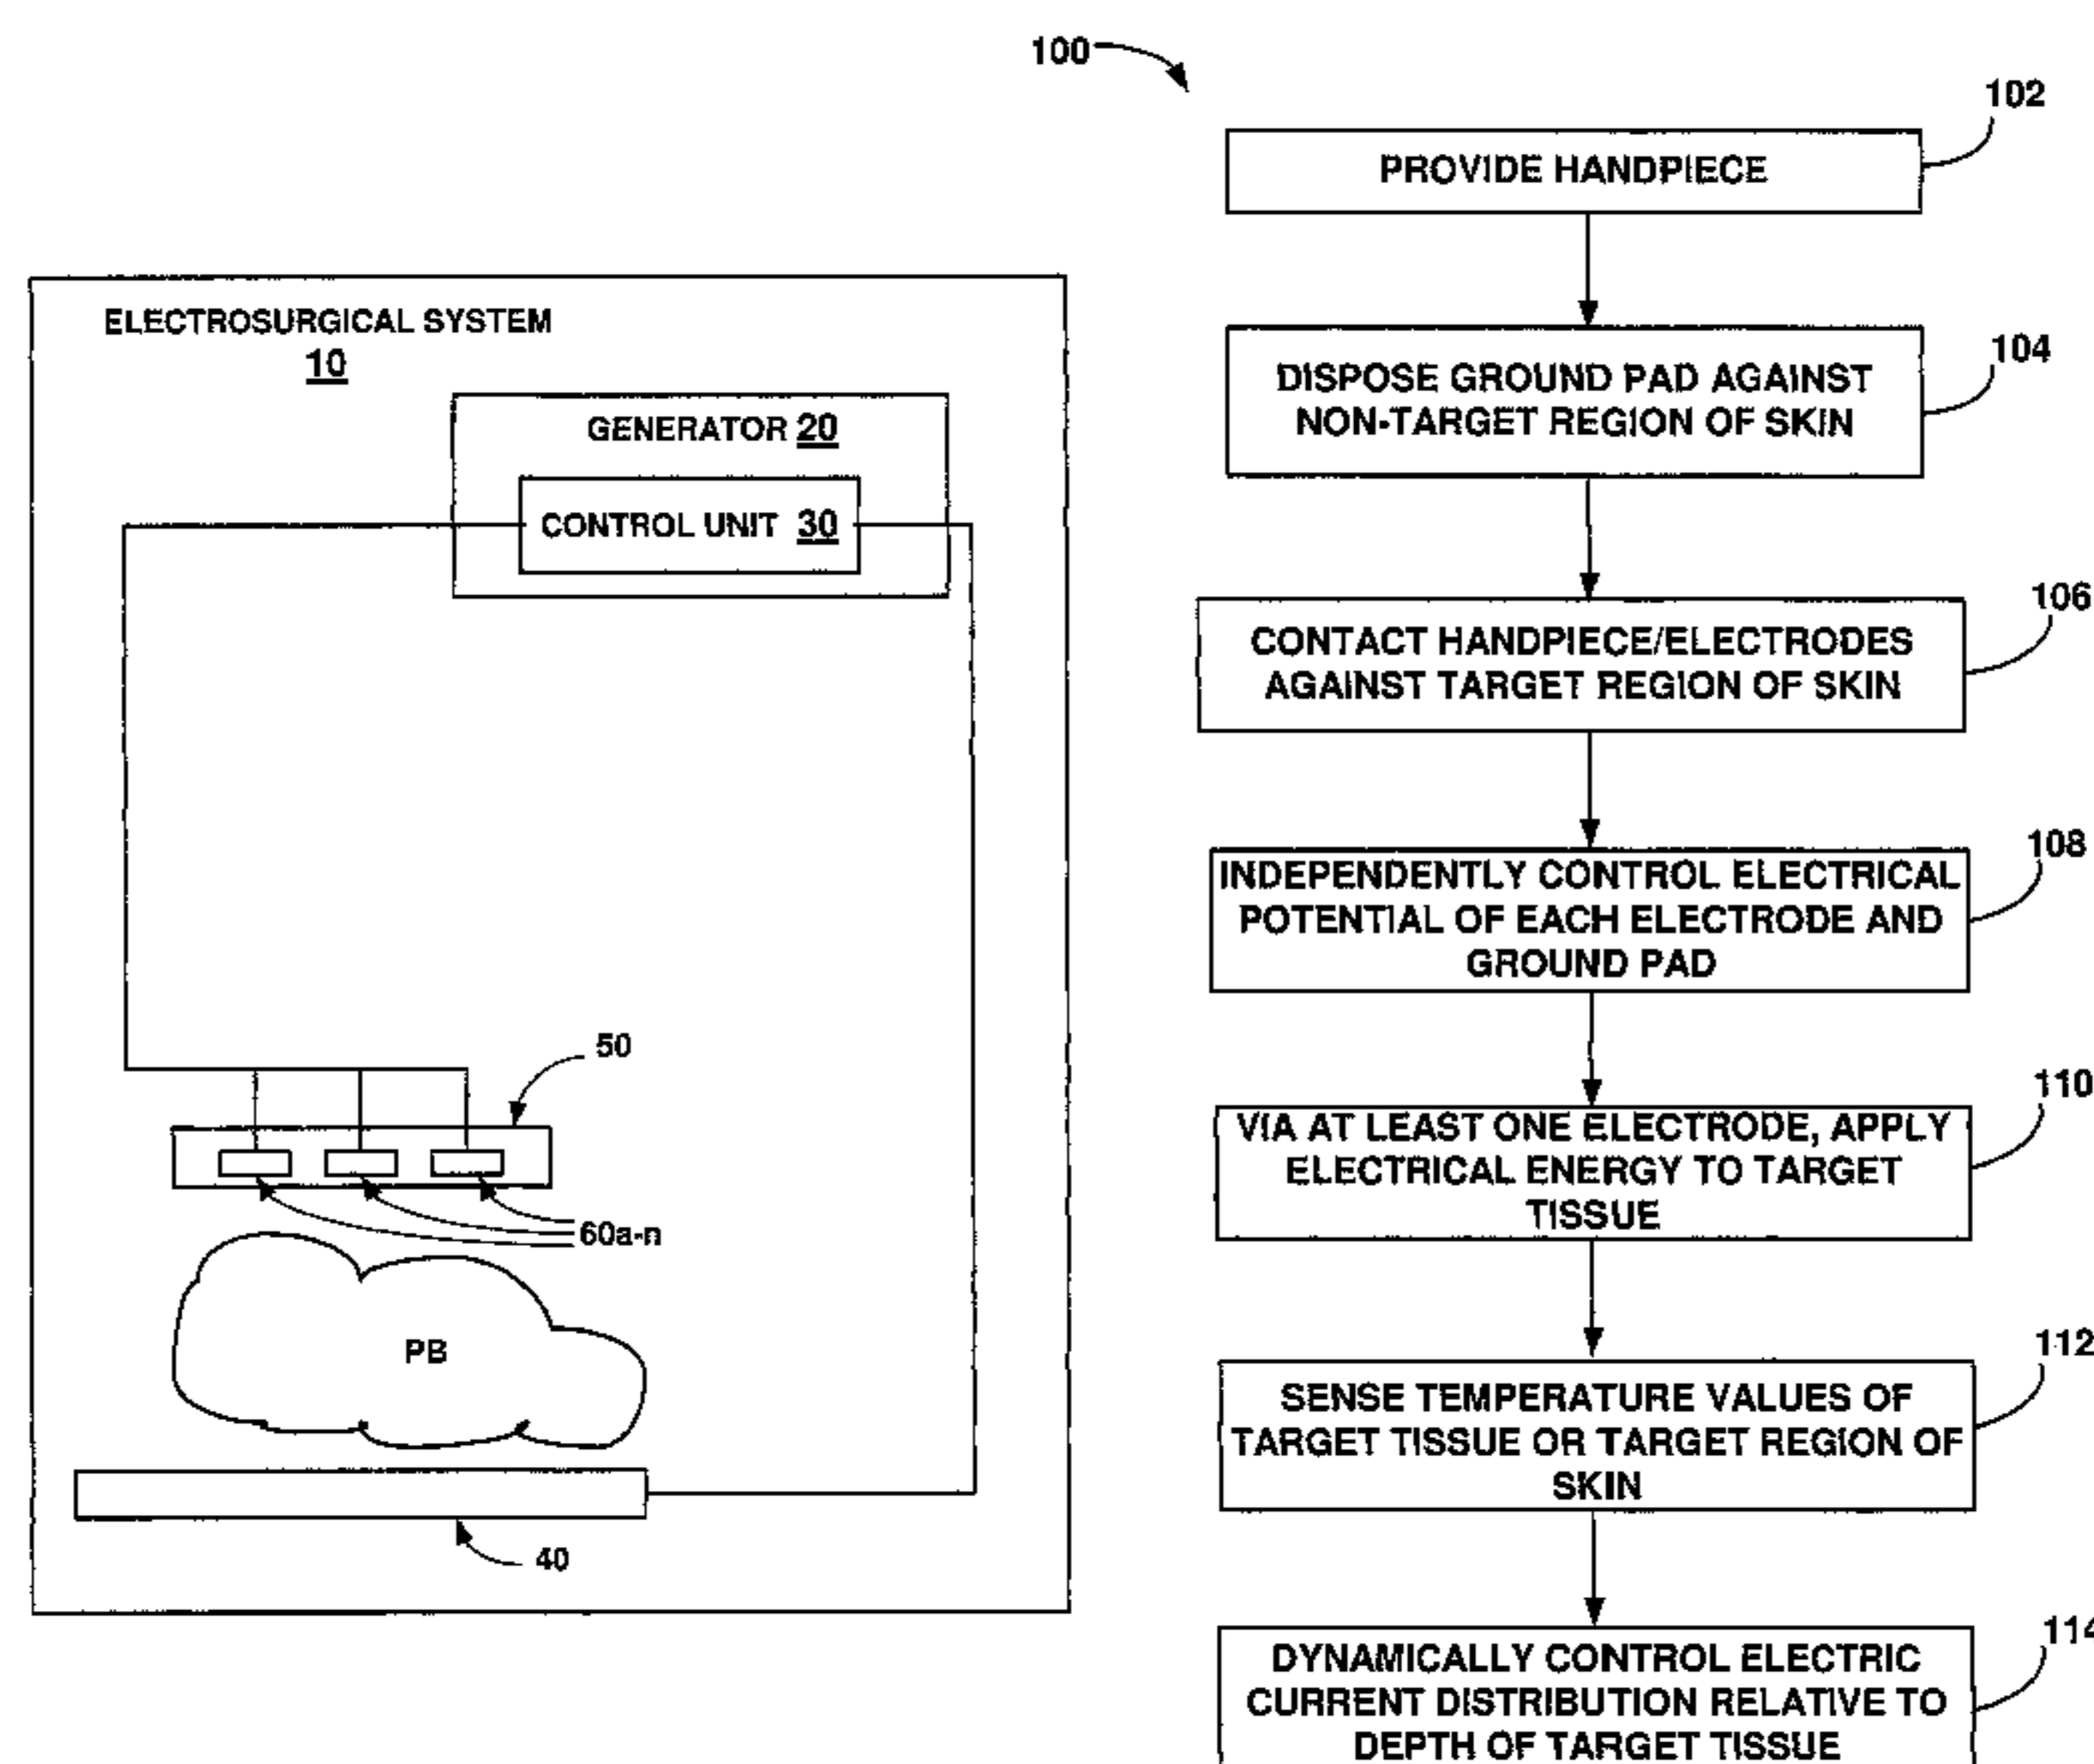 ELECTROSURGICAL SYSTEM
10
GENERATOR 20
CONTROL UNIT 30
50
60a-n
PB
40
100
102
PROVIDE HANDPIECE
104
DISPOSE GROUND PAD AGAINST
NON-TARGET REGION OF SKIN
106
CONTACT HANDPIECE/ELECTRODES
AGAINST TARGET REGION OF SKIN
108
INDEPENDENTLY CONTROL ELECTRICAL
POTENTIAL OF EACH ELECTRODE AND
GROUND PAD
110
VIA AT LEAST ONE ELECTRODE, APPLY
ELECTRICAL ENERGY TO TARGET
TISSUE
112
SENSE TEMPERATURE VALUES OF
TARGET TISSUE OR TARGET REGION OF
SKIN
114
DYNAMICALLY CONTROL ELECTRIC
CURRENT DISTRIBUTION RELATIVE TO
DEPTH OF TARGET TISSUE